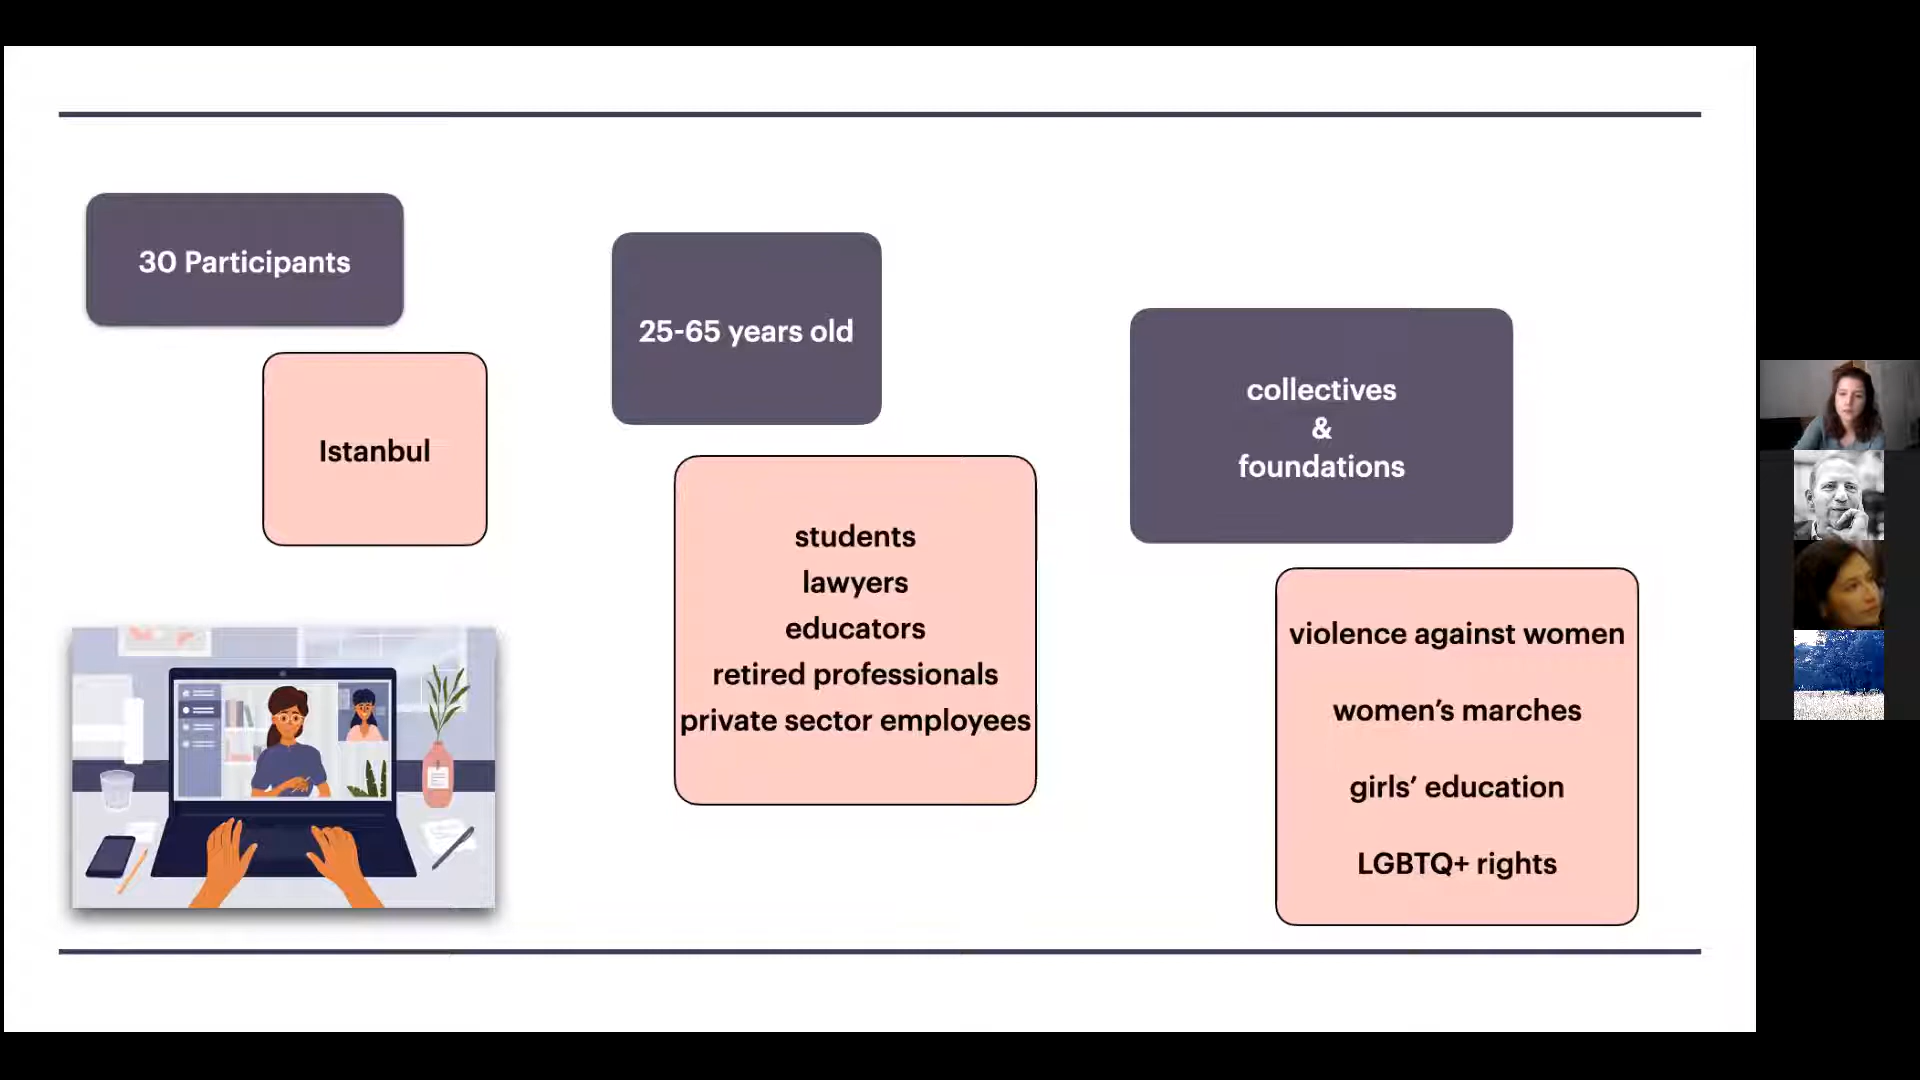 30 Participants
Istanbul
25-65 years old
students
lawyers
educators
retired professionals
private sector employees
collectives
&
foundations
violence against women
women’s marches
girls’ education
LGBTQ+ rights